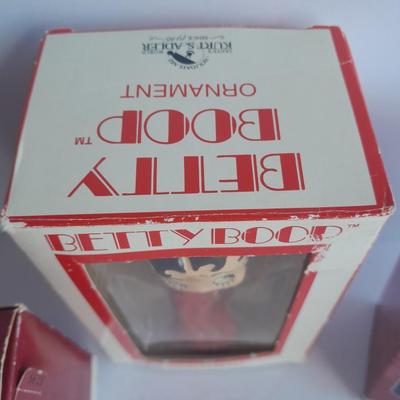 BETTY
BOOP™
ORNAMENT
KURT S. ADLER
BETTY BOOP™